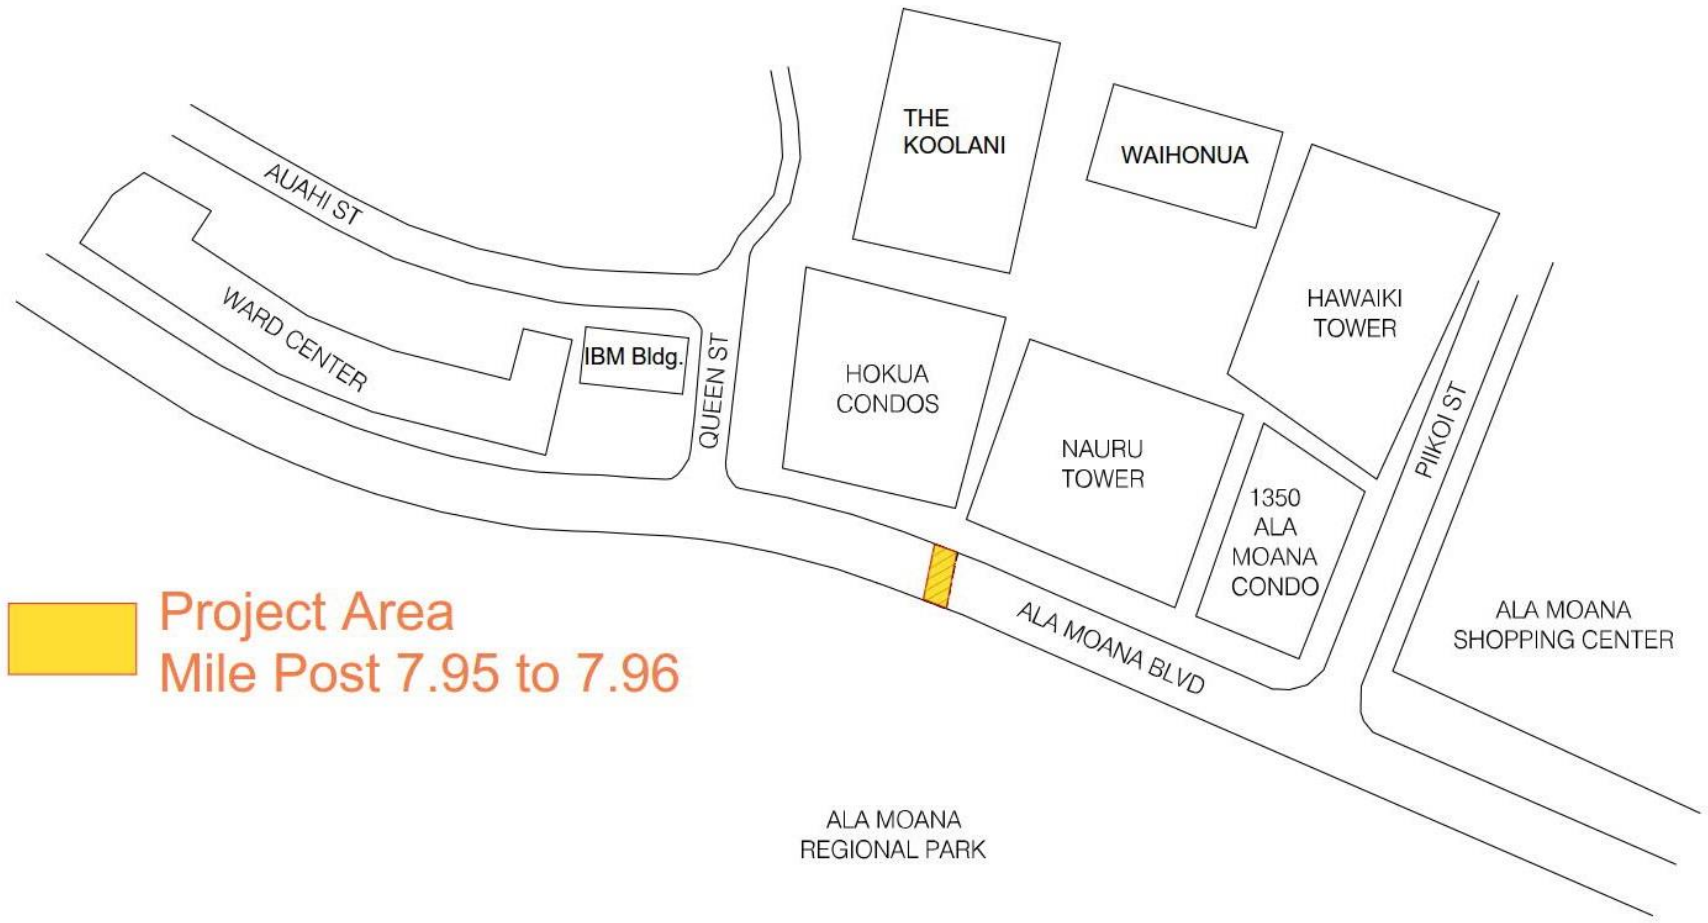 THE
KOOLANI
WAIHONUA
AUAHI ST
WARD CENTER
IBM Bldg.
QUEEN ST
HOKUA
CONDOS
HAWAIKI
TOWER
NAURU
TOWER
PIIKOI ST
1350
ALA
MOANA
CONDO
ALA MOANA BLVD
ALA MOANA
SHOPPING CENTER
Project Area
Mile Post 7.95 to 7.96
ALA MOANA
REGIONAL PARK